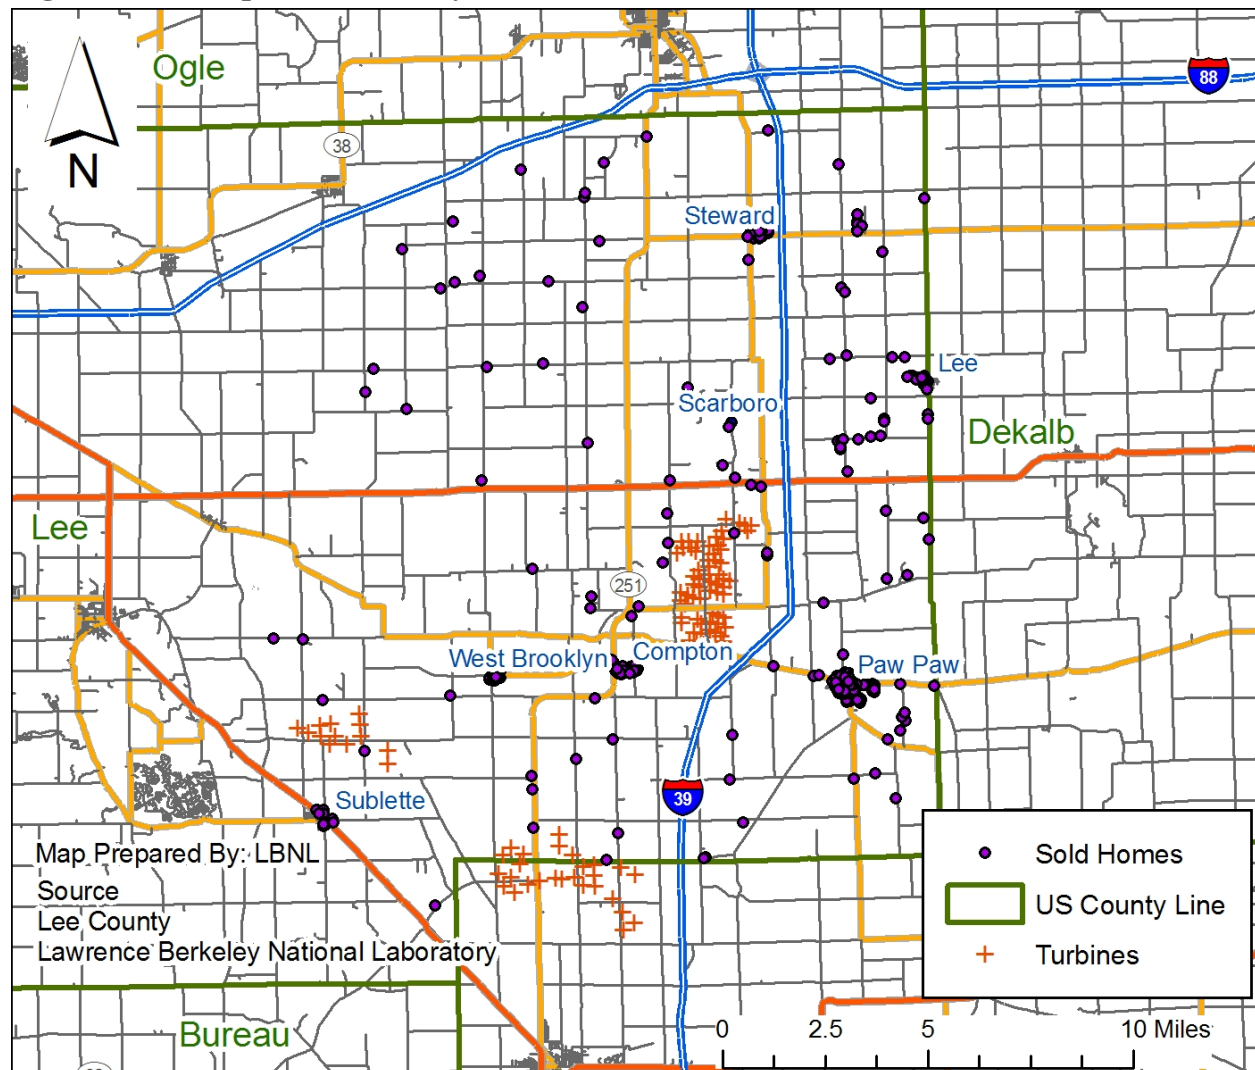 Ogle
88
38
N
Steward
Lee
Scarboro
Dekalb
Lee
251
West Brooklyn
Compton
Paw Paw
39
Sublette
Map Prepared By: LBNL
Source
Lee County
Lawrence Berkeley National Laboratory
Sold Homes
US County Line
Turbines
Bureau
0 2.5 5 10 Miles